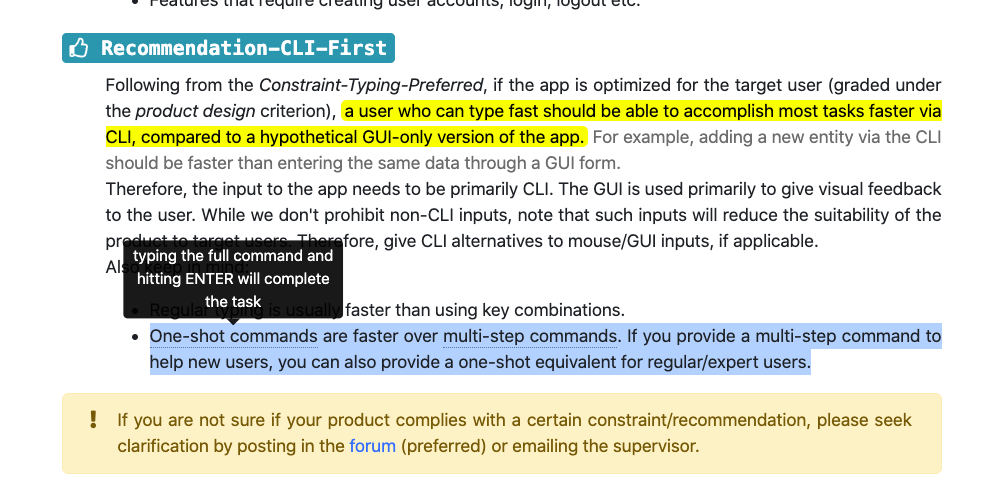 Features that require creating user accounts, login, logout etc.
Recommendation-CLI-First
Following from the Constraint-Typing-Preferred, if the app is optimized for the target user (graded under
the product design criterion), a user who can type fast should be able to accomplish most tasks faster via
CLI, compared to a hypothetical GUI-only version of the app. For example, adding a new entity via the CLI
should be faster than entering the same data through a GUI form.
Therefore, the input to the app needs to be primarily CLI. The GUI is used primarily to give visual feedback
to the user. While we don't prohibit non-CLI inputs, note that such inputs will reduce the suitability of the
product to target users. Therefore, give CLI alternatives to mouse/GUI inputs, if applicable.
Also keep in mind:
typing the full command and
hitting ENTER will complete
the task
Regular typing is usually faster than using key combinations.
One-shot commands are faster over multi-step commands. If you provide a multi-step command to
help new users, you can also provide a one-shot equivalent for regular/expert users.
If you are not sure if your product complies with a certain constraint/recommendation, please seek
clarification by posting in the forum (preferred) or emailing the supervisor.